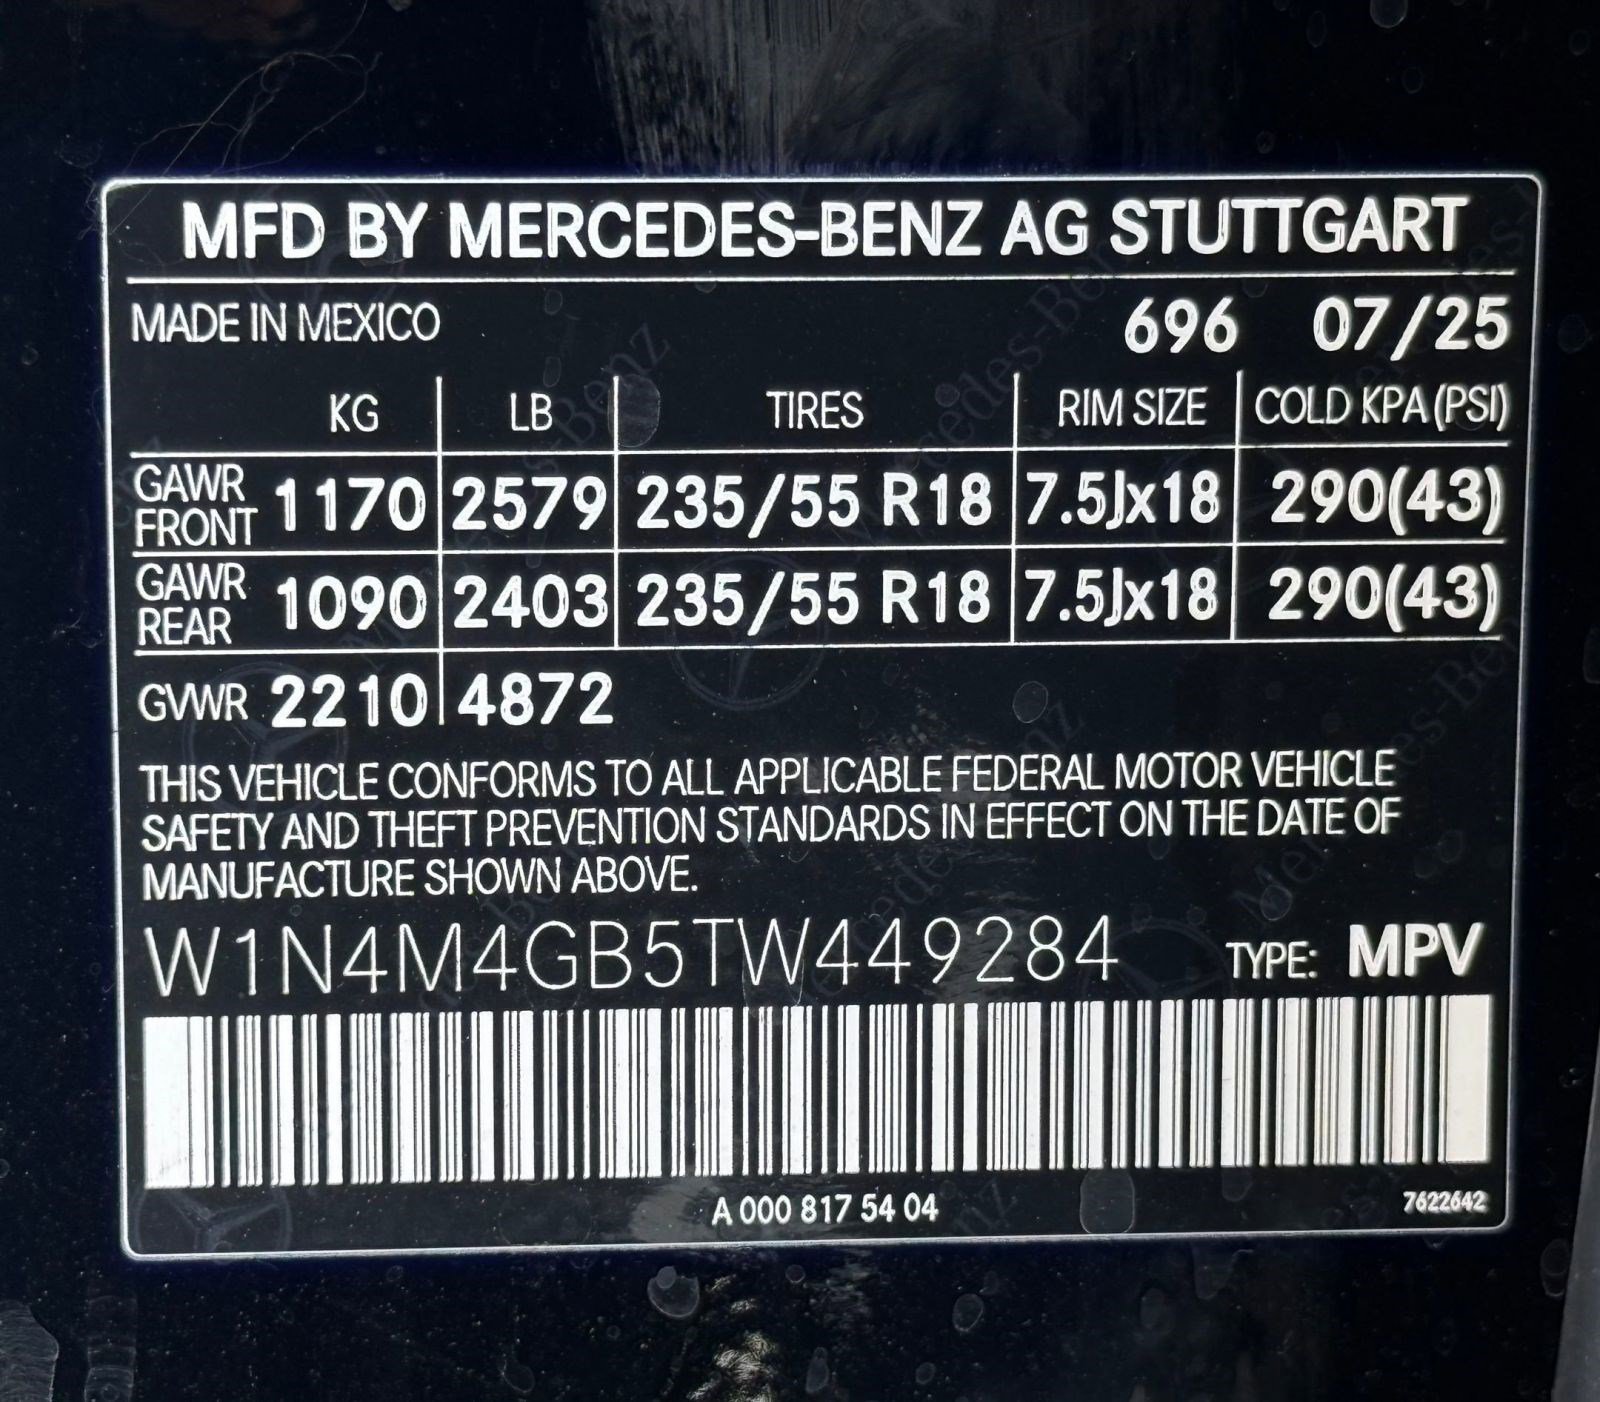 MFD BY MERCEDES-BENZ AG STUTTGART
MADE IN MEXICO 696 07/25
KG LB TIRES RIM SIZE COLD KPA (PSI)
GAWR FRONT 1170 2579 235/55 R18 7.5Jx18 290(43)
GAWR REAR 1090 2403 235/55 R18 7.5Jx18 290(43)
GVWR 2210 4872
THIS VEHICLE CONFORMS TO ALL APPLICABLE FEDERAL MOTOR VEHICLE
SAFETY AND THEFT PREVENTION STANDARDS IN EFFECT ON THE DATE OF
MANUFACTURE SHOWN ABOVE.
W1N4M4GB5TW449284 TYPE: MPV
A 000 817 54 04 7622642